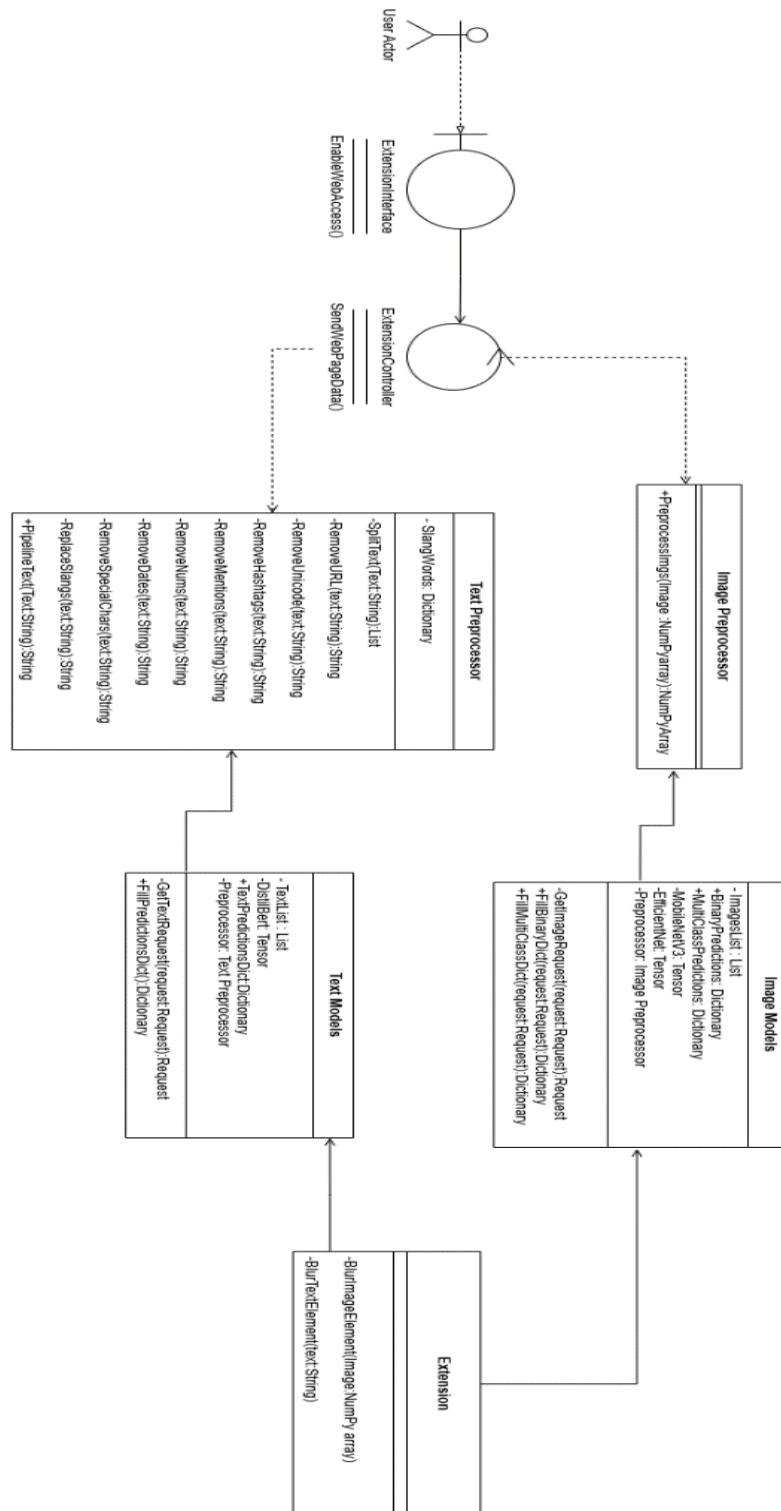 User Actor
ExtensionInterface
EnableWebAccess()
ExtensionController
SendWebPageData()
Image Preprocessor
+PreprocessImgs(Image :NumPyarray):NumPyArray
Text Preprocessor
- SlangWords: Dictionary
-SplitText(Text:String):List
-RemoveURL(text:String):String
-RemoveUnicode(text:String):String
-RemoveHashtags(text:String):String
-RemoveMentions(text:String):String
-RemoveNums(text:String):String
-RemoveDates(text:String):String
-RemoveSpecialChars(text:String):String
-ReplaceSlangs(text:String):String
+PipelineText(Text:String):String
Image Models
- ImagesList : List
+BinaryPredictions: Dictionary
+MultiClassPredictions: Dictionary
-MobileNetV3: Tensor
-EfficientNet: Tensor
-Preprocessor: Image Preprocessor
-GetImageRequest(request:Request):Request
+FillBinaryDict(request:Request):Dictionary
+FillMultiClassDict(request:Request):Dictionary
Text Models
- TextList : List
-DistilBert: Tensor
+TextPredictionsDict:Dictionary
-Preprocessor: Text Preprocessor
-GetTextRequest(request:Request):Request
+FillPredictionsDict():Dictionary
Extension
-BlurImageElement(Image:NumPy array)
-BlurTextElement(text:String)